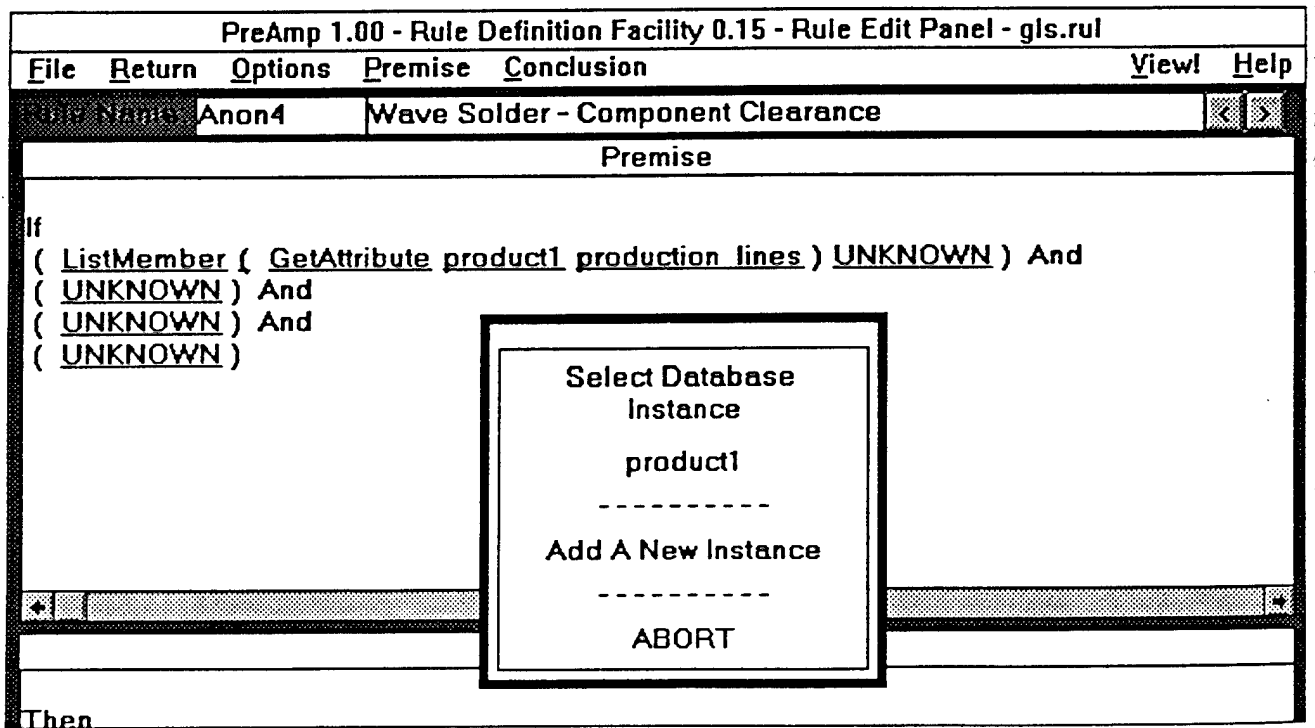 PreAmp 1.00 - Rule Definition Facility 0.15 - Rule Edit Panel - gls.rul
File Return Options Premise Conclusion View! Help
Rule Name: Anon4 Wave Solder - Component Clearance < >
Premise
If
( ListMember ( GetAttribute product1 production lines ) UNKNOWN ) And
( UNKNOWN ) And
( UNKNOWN ) And
( UNKNOWN )
Select Database
Instance
product1
----------
Add A New Instance
----------
ABORT
Then